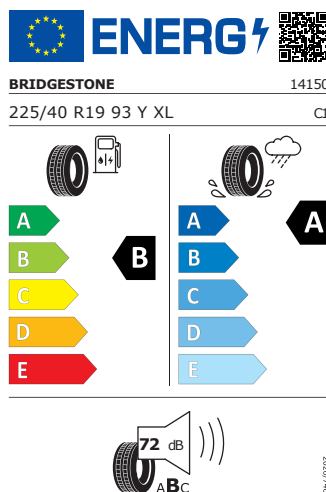 ENERG
BRIDGESTONE 14150
225/40 R19 93 Y XL C1
A A A
B B B
C C
D D
E E
72 dB
ABC